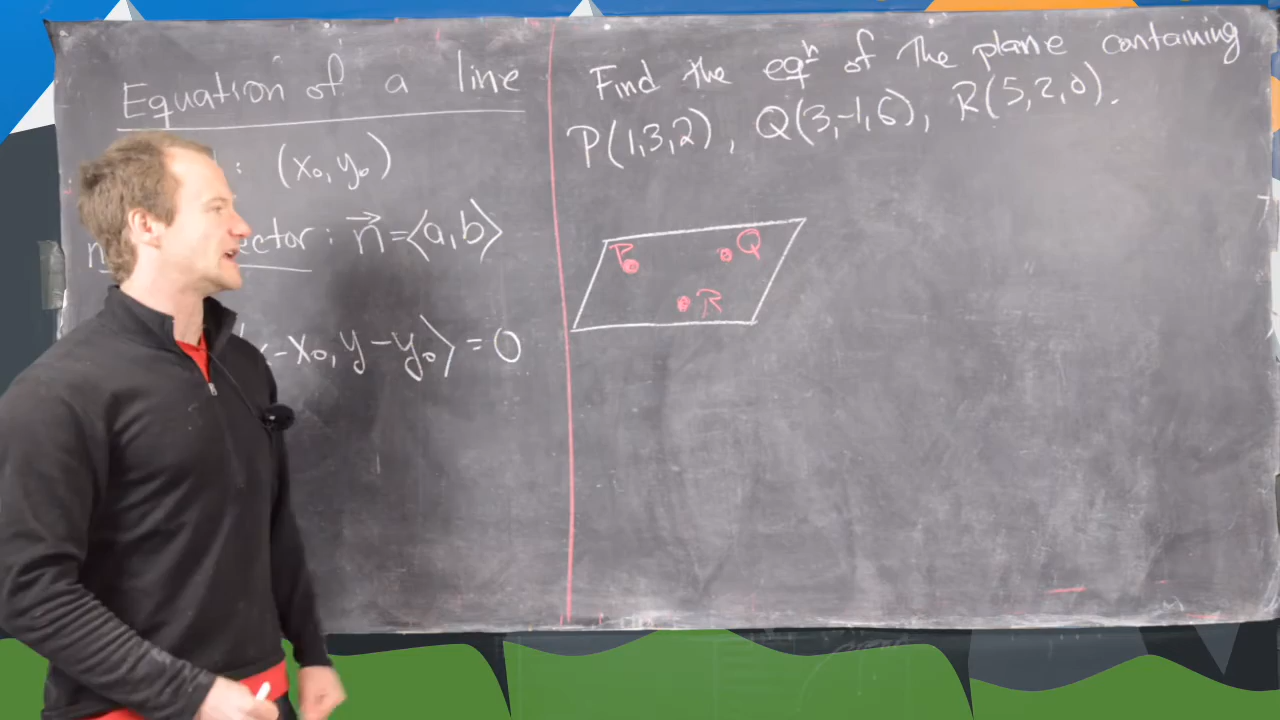 Equation of a line
: (x₀, y₀)
ector : n⃗ = ⟨a, b⟩
- x₀, y - y₀⟩ = 0
Find the eqⁿ of the plane containing
P(1,3,2), Q(3,-1,6), R(5,2,0).
P
Q
R